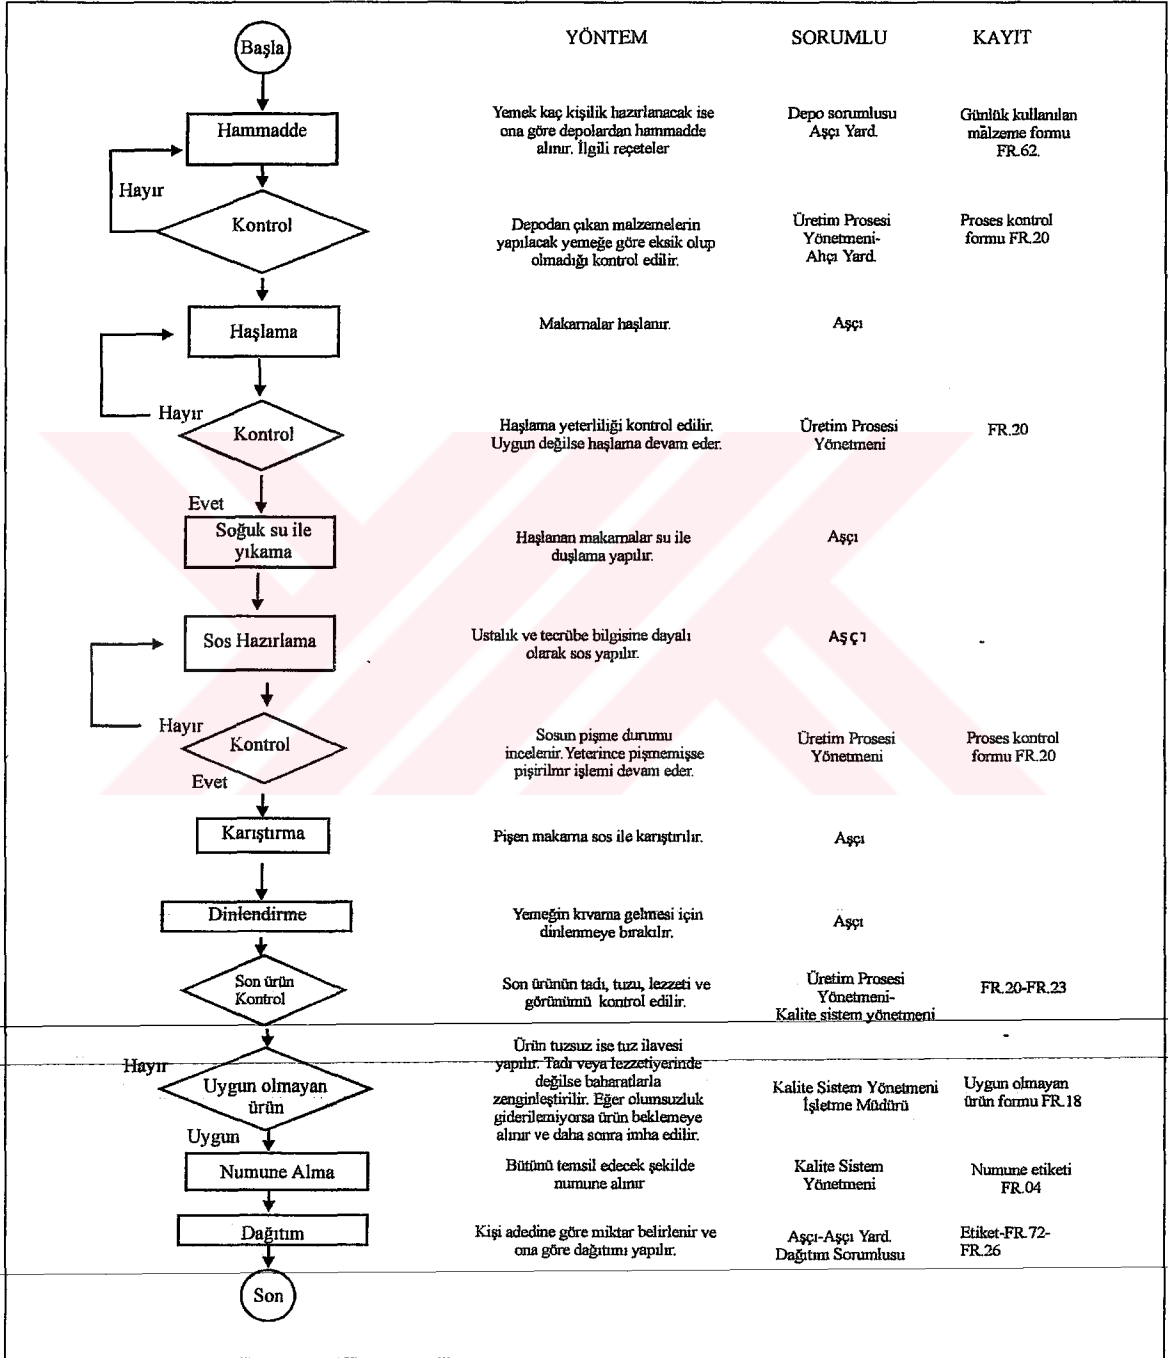 YÖNTEM SORUMLU KAYIT
Başla
Hammadde
Yemek kaç kişilik hazırlanacak ise
ona göre depolardan hammadde
alınır. İlgili reçeteler
Depo sorumlusu
Aşçı Yard.
Günlük kullanılan
malzeme formu
FR.62.
Hayır
Kontrol
Depodan çıkan malzemelerin
yapılacak yemeğe göre eksik olup
olmadığı kontrol edilir.
Üretim Prosesi
Yönetmeni-
Ahçı Yard.
Proses kontrol
formu FR.20
Haşlama
Makarnalar haşlanır.
Aşçı
Hayır
Kontrol
Haşlama yeterliliği kontrol edilir.
Uygun değilse haşlama devam eder.
Üretim Prosesi
Yönetmeni
FR.20
Evet
Soğuk su ile
yıkama
Haşlanan makarnalar su ile
duşlama yapılır.
Aşçı
Sos Hazırlama
Ustalık ve tecrübe bilgisine dayalı
olarak sos yapılır.
Aşçı
-
Hayır
Kontrol
Evet
Sosun pişme durumu
incelenir. Yeterince pişmemişse
pişirilmr işlemi devam eder.
Üretim Prosesi
Yönetmeni
Proses kontrol
formu FR.20
Karıştırma
Pişen makarna sos ile karıştırılır.
Aşçı
Dinlendirme
Yemeğin kıvama gelmesi için
dinlenmeye bırakılır.
Aşçı
Son ürün
Kontrol
Son ürünün tadı, tuzu, lezzeti ve
görünümü kontrol edilir.
Üretim Prosesi
Yönetmeni-
Kalite sistem yönetmeni
FR.20-FR.23
Hayır
Uygun olmayan
ürün
Uygun
Ürün tuzsuz ise tuz ilavesi
yapılır. Tadı veya lezzetiyerinde
değilse baharatlarla
zenginleştirilir. Eğer olumsuzluk
giderilemiyorsa ürün beklemeye
alınır ve daha sonra imha edilir.
Kalite Sistem Yönetmeni
İşletme Müdürü
Uygun olmayan
ürün formu FR.18
Numune Alma
Bütünü temsil edecek şekilde
numune alınır
Kalite Sistem
Yönetmeni
Numune etiketi
FR.04
Dağıtım
Kişi adedine göre miktar belirlenir ve
ona göre dağıtımı yapılır.
Aşçı-Aşçı Yard.
Dağıtım Sorumlusu
Etiket-FR.72-
FR.26
Son